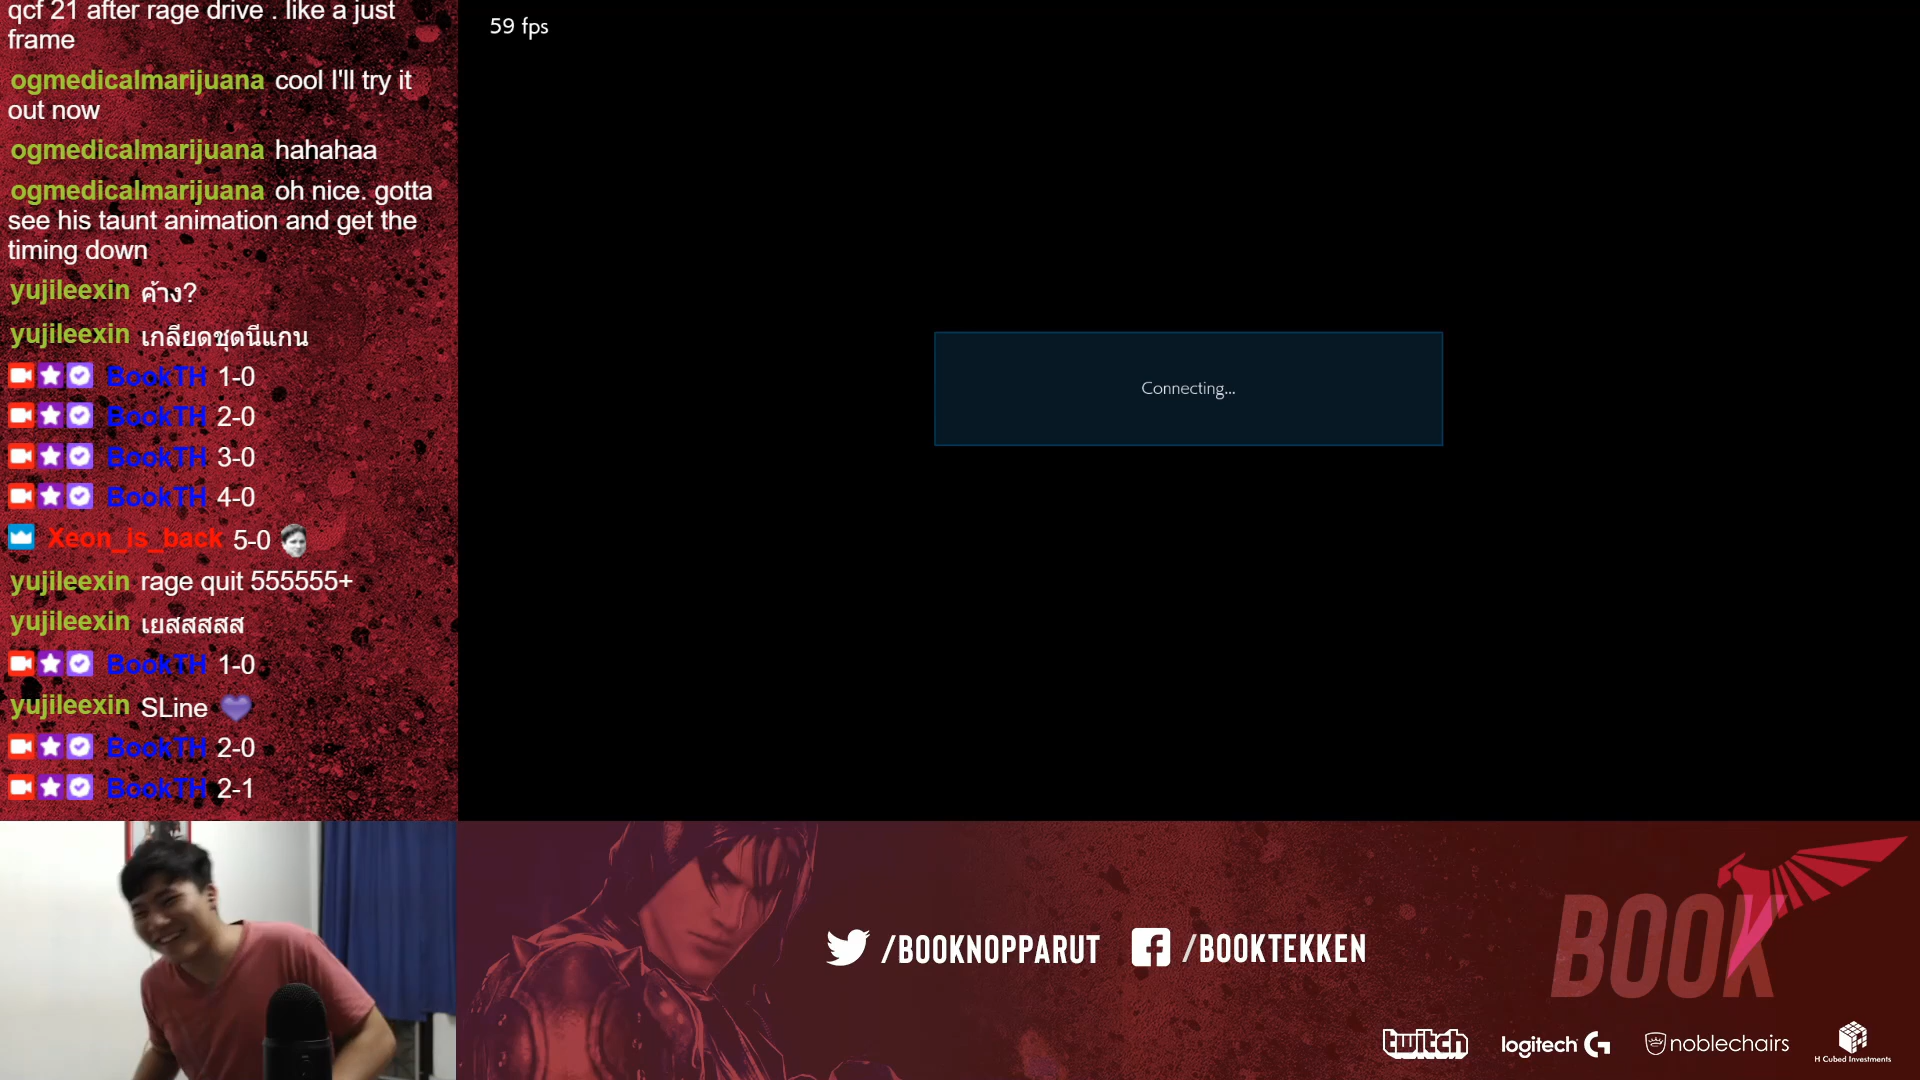 qcf 21 after rage drive . like a just
frame
ogmedicalmarijuana cool I'll try it
out now
ogmedicalmarijuana hahahaa
ogmedicalmarijuana oh nice. gotta
see his taunt animation and get the
timing down
yujileexin ค้าง?
yujileexin เกลียดชุดนี้แกน
BookTH 1-0
BookTH 2-0
BookTH 3-0
BookTH 4-0
Xeon_is_back 5-0
yujileexin rage quit 555555+
yujileexin เยสสสสส
BookTH 1-0
yujileexin SLine
BookTH 2-0
BookTH 2-1
59 fps
Connecting...
/BOOKNOPPARUT
/BOOKTEKKEN
BOOK
twitch
logitech G
noblechairs
H Cubed Investments